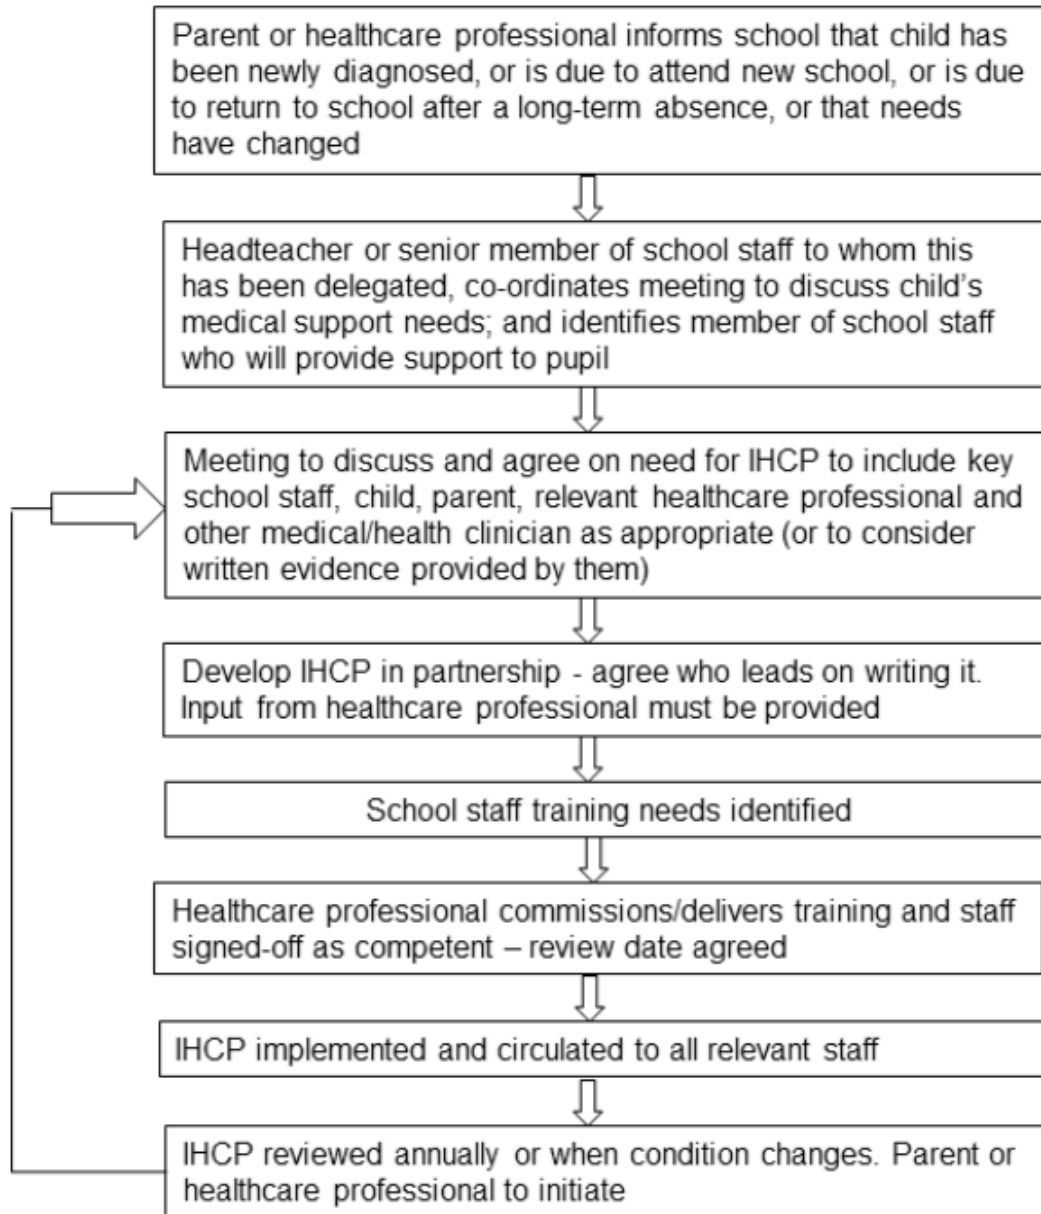 Parent or healthcare professional informs school that child has
been newly diagnosed, or is due to attend new school, or is due
to return to school after a long-term absence, or that needs
have changed
Headteacher or senior member of school staff to whom this
has been delegated, co-ordinates meeting to discuss child's
medical support needs; and identifies member of school staff
who will provide support to pupil
Meeting to discuss and agree on need for IHCP to include key
school staff, child, parent, relevant healthcare professional and
other medical/health clinician as appropriate (or to consider
written evidence provided by them)
Develop IHCP in partnership - agree who leads on writing it.
Input from healthcare professional must be provided
School staff training needs identified
Healthcare professional commissions/delivers training and staff
signed-off as competent – review date agreed
IHCP implemented and circulated to all relevant staff
IHCP reviewed annually or when condition changes. Parent or
healthcare professional to initiate